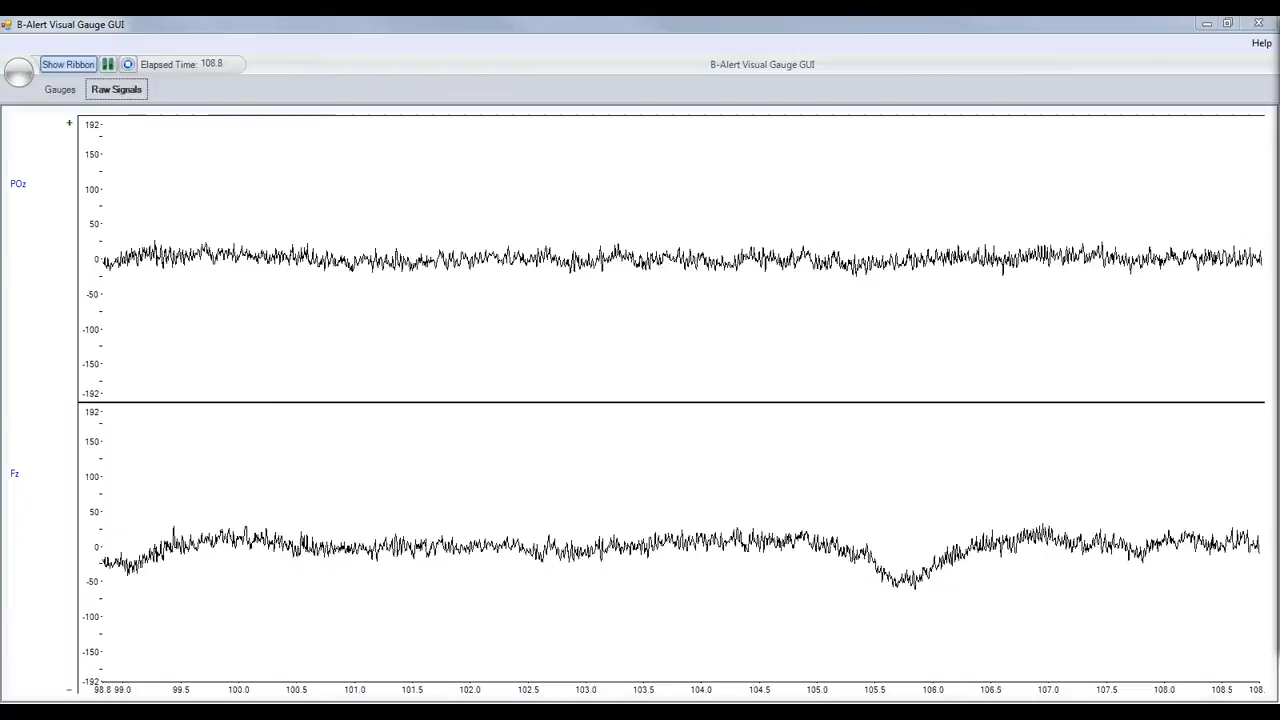 B-Alert Visual Gauge GUI
Help
Show Ribbon Elapsed Time: 108.8 B-Alert Visual Gauge GUI
Gauges Raw Signals
+
192
150
POz
100
50
0
-50
-100
-150
-192
192
150
Fz
100
50
0
-50
-100
-150
-192
98.8 99.0 99.5 100.0 100.5 101.0 101.5 102.0 102.5 103.0 103.5 104.0 104.5 105.0 105.5 106.0 106.5 107.0 107.5 108.0 108.5 108.